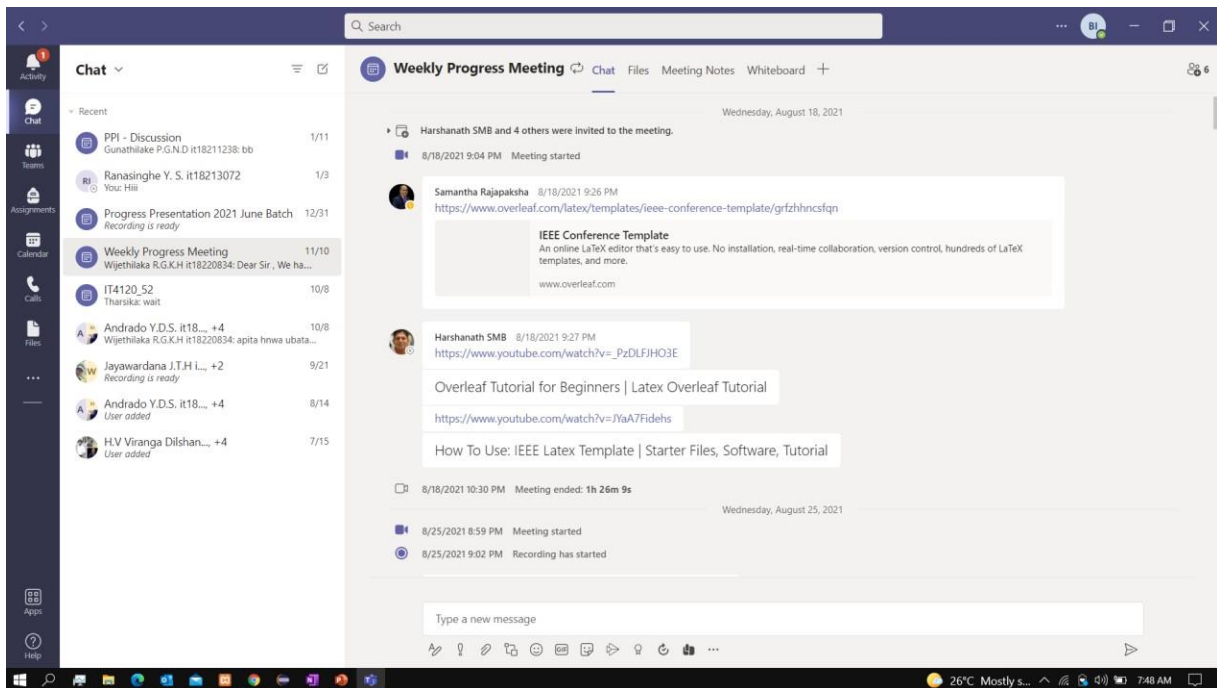 Search
BI
1
Activity
Chat
Teams
Assignments
Calendar
Calls
Files
Apps
Help
Chat
Recent
PPI - Discussion 1/11
Gunathilake P.G.N.D it18211238: bb
RI
Ranasinghe Y. S. it18213072 1/3
You: Hiii
Progress Presentation 2021 June Batch 12/31
Recording is ready
Weekly Progress Meeting 11/10
Wijethilaka R.G.K.H it18220834: Dear Sir , We ha...
IT4120_52 10/8
Tharsika: wait
A
Andrado Y.D.S. it18..., +4 10/8
Wijethilaka R.G.K.H it18220834: apita hnwa ubata...
W
Jayawardana J.T.H i..., +2 9/21
Recording is ready
A
Andrado Y.D.S. it18..., +4 8/14
User added
H.V Viranga Dilshan..., +4 7/15
User added
Weekly Progress Meeting Chat Files Meeting Notes Whiteboard 6
Wednesday, August 18, 2021
Harshanath SMB and 4 others were invited to the meeting.
8/18/2021 9:04 PM Meeting started
Samantha Rajapaksha 8/18/2021 9:26 PM
https://www.overleaf.com/latex/templates/ieee-conference-template/grfzhhncsfqn
IEEE Conference Template
An online LaTeX editor that's easy to use. No installation, real-time collaboration, version control, hundreds of LaTeX
templates, and more.
www.overleaf.com
Harshanath SMB 8/18/2021 9:27 PM
https://www.youtube.com/watch?v=_PzDLFJHO3E
Overleaf Tutorial for Beginners | Latex Overleaf Tutorial
https://www.youtube.com/watch?v=JYaA7Fidehs
How To Use: IEEE Latex Template | Starter Files, Software, Tutorial
8/18/2021 10:30 PM Meeting ended: 1h 26m 9s
Wednesday, August 25, 2021
8/25/2021 8:59 PM Meeting started
8/25/2021 9:02 PM Recording has started
Type a new message
GIF
26°C Mostly s... 7:48 AM